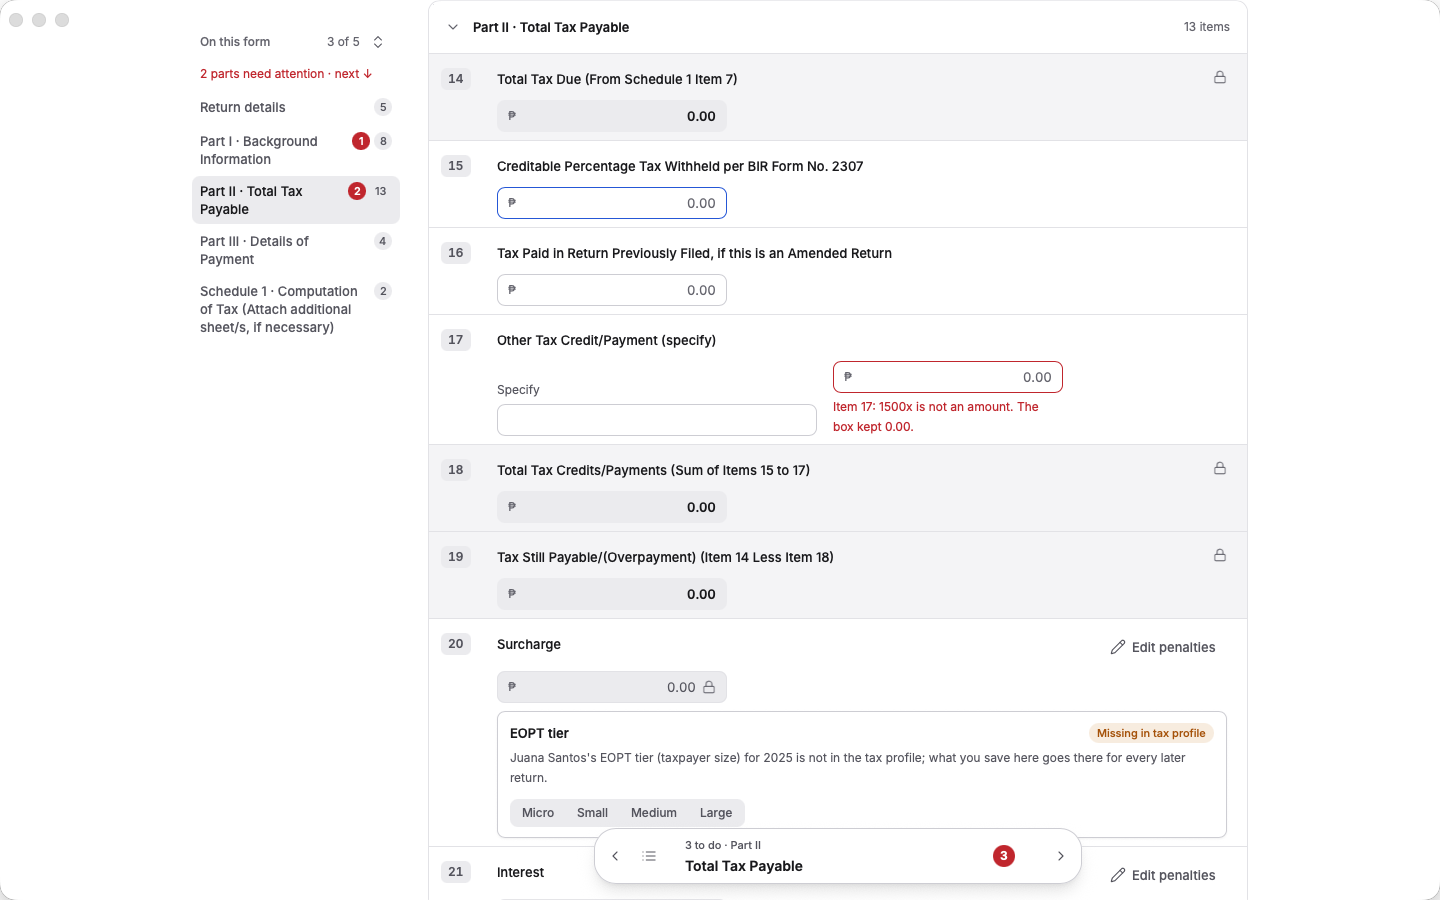 On this form
3 of 5
2 parts need attention · next ↓
Return details
5
Part I · Background
Information
1
8
Part II · Total Tax
Payable
2
13
Part III · Details of
Payment
4
Schedule 1 · Computation
of Tax (Attach additional
sheet/s, if necessary)
2
Part II · Total Tax Payable
13 items
14
Total Tax Due (From Schedule 1 Item 7)
₱ 0.00
15
Creditable Percentage Tax Withheld per BIR Form No. 2307
₱ 0.00
16
Tax Paid in Return Previously Filed, if this is an Amended Return
₱ 0.00
17
Other Tax Credit/Payment (specify)
Specify
₱ 0.00
Item 17: 1500x is not an amount. The
box kept 0.00.
18
Total Tax Credits/Payments (Sum of Items 15 to 17)
₱ 0.00
19
Tax Still Payable/(Overpayment) (Item 14 Less Item 18)
₱ 0.00
20
Surcharge
Edit penalties
₱ 0.00
EOPT tier
Missing in tax profile
Juana Santos's EOPT tier (taxpayer size) for 2025 is not in the tax profile; what you save here goes there for every later
return.
Micro Small Medium Large
21
Interest
Edit penalties
3 to do · Part II
Total Tax Payable
3